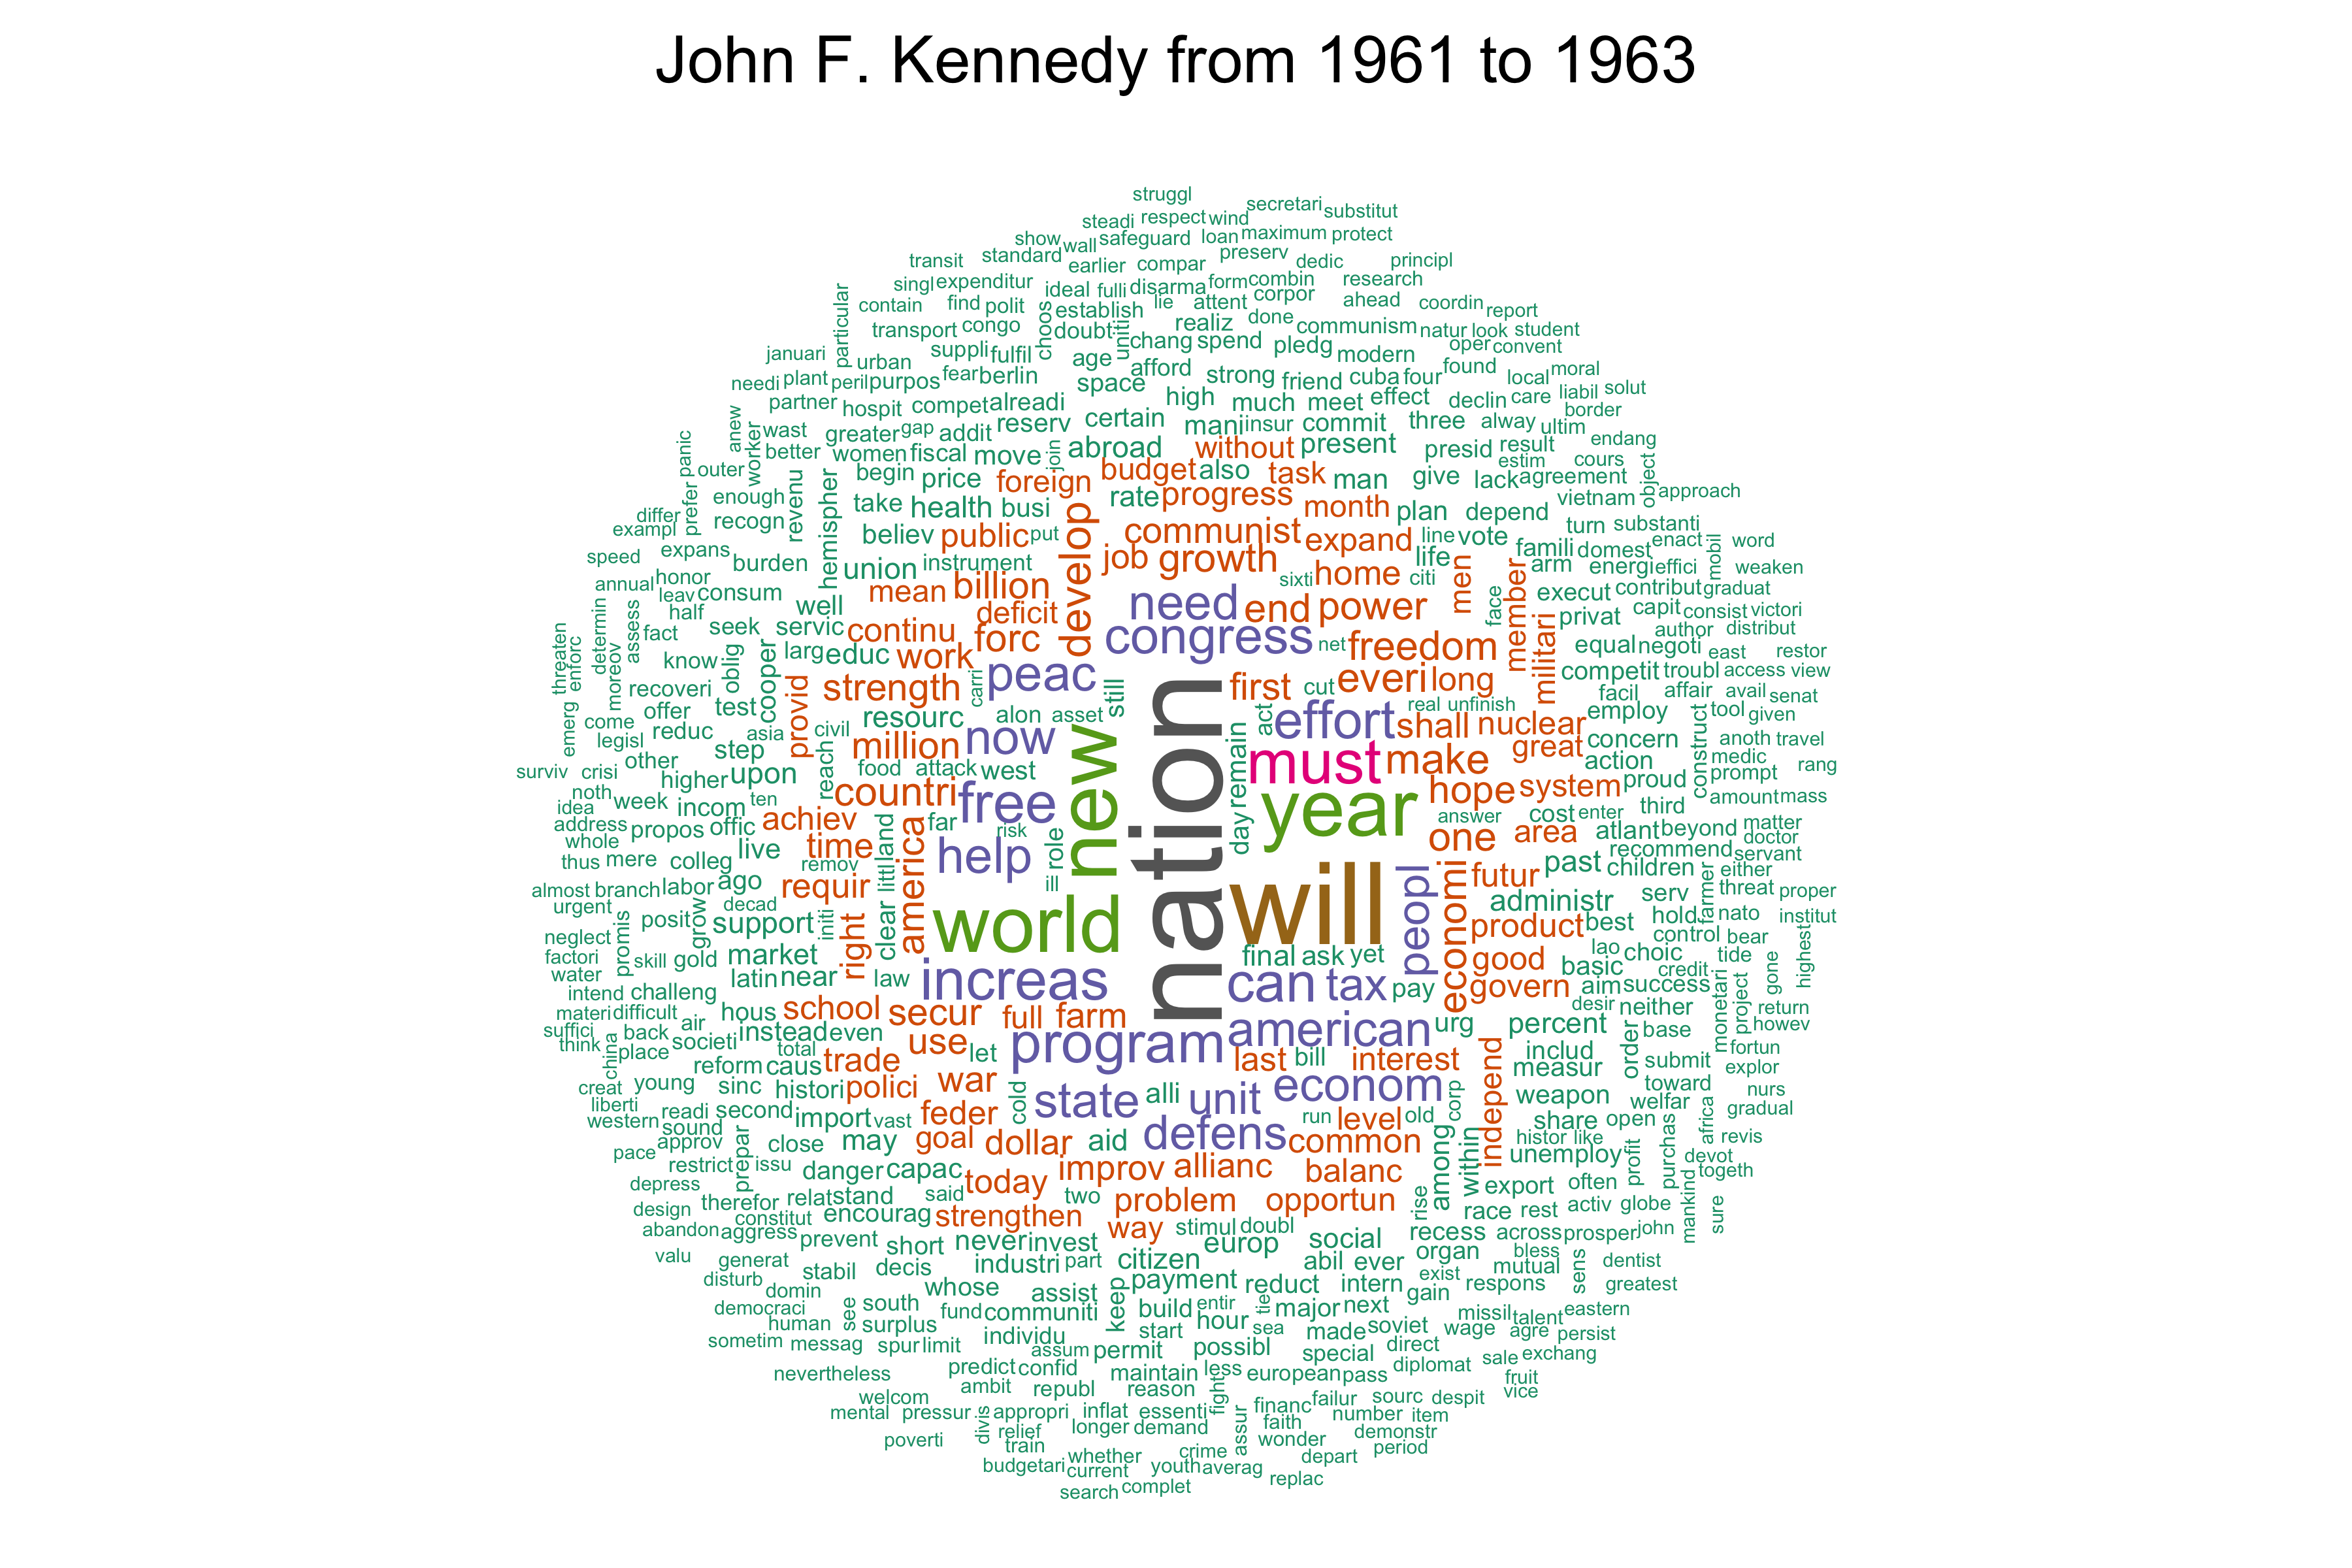 John F. Kennedy from 1961 to 1963
struggl
steadi respect wind secretari substitut
show wall safeguard loan maximum protect
transit standard earlier compar preserv dedic principl
singl expenditur ideal fulli disarma form combin research
contain find polit establish lie attent corpor ahead coordin report
particular transport congo choos doubt uniti realiz done communism natur look student
januari urban suppli fulfil age chang spend pledg modern oper convent
needi plant peril purpos fear berlin space afford strong friend cuba four found local moral
partner hospit compet alreadi high much meet effect declin care liabil solut
anew wast greater gap addit reserv certain mani insur commit three alway ultim border
panic worker better women fiscal move join abroad without present presid result endang
outer begin price foreign budget also task man give lack estim cours agreement object
prefer enough revenu hemispher take health busi rate progress month plan depend vietnam approach
differ exampl recogn believ public put develop communist expand line vote turn substanti
speed expans burden union instrument job growth life famili domest enact mobil word
annual honor leav consum mean billion sixti home citi men arm energi effici weaken
half well deficit need end power face member execut contribut graduat
determin assess fact seek servic continu forc congress net freedom militari privat capit consist victori
threaten enforc moreov know oblig cooper larg educ work equal negoti author distribut
recoveri provid strength carri peac still first cut everi long competit troubl east access view restor
emerg come offer test resourc alon asset act real unfinish facil affair avail senat
legisl reduc asia civil million now new nation effort shall nuclear employ construct tool given
other step reach food attack west day remain must make great concern anoth travel
surviv crisi higher upon countri free year hope system action proud medic prompt rang
noth idea week incom ten achiev america far risk answer cost enter third amount mass
address propos offic time help role one area atlant beyond matter
whole thus mere colleg live remov clear littl land ill past recommend doctor servant
almost branch labor ago requir will peopl economi futur children farmer either threat proper
urgent posit grow decad support initi right world administr serv best hold nato institut
neglect promis product control bear
factori skill gold market final ask yet good lao choic tide highest
water latin near law increas can tax pay govern basic credit gone
intend challeng aim success monetari project
materi difficult hous school secur full farm american desir neither return
suffici back air instead even urg percent base howev
think china place societi total use let program last bill interest includ order submit fortun
reform caus trade measur explor
creat young sinc histori polici war cold state alli unit econom corp independ weapon toward nurs
liberti readi second import vast feder run level old share open welfar africa gradual
western sound
approv close may goal dollar aid defens common among within histor like revis
pace restrict prepar issu danger capac improv allianc balanc unemploy profit purchas devot togeth
depress today export often
design therefor relat stand said two problem opportun rise race rest activ globe mankind sure
abandon aggress constitut encourag strengthen way stimul doubl recess across prosper john
valu generat prevent short never invest europ social organ bless
disturb stabil decis industri part citizen abil ever exist mutual sens dentist
domin whose assist keep payment reduct intern gain respons greatest
democraci see south fund communiti build entir tie major next missil talent eastern
human surplus individu start hour sea made soviet wage agre persist
sometim messag spur limit assum permit possibl special direct
nevertheless predict confid maintain less european pass diplomat sale exchang
welcom ambit republ reason fight financ failur sourc despit fruit vice
mental pressur divis appropri inflat essenti number item
poverti relief longer demand assur faith demonstr
train whether crime wonder depart period
budgetari current youth averag
search complet replac